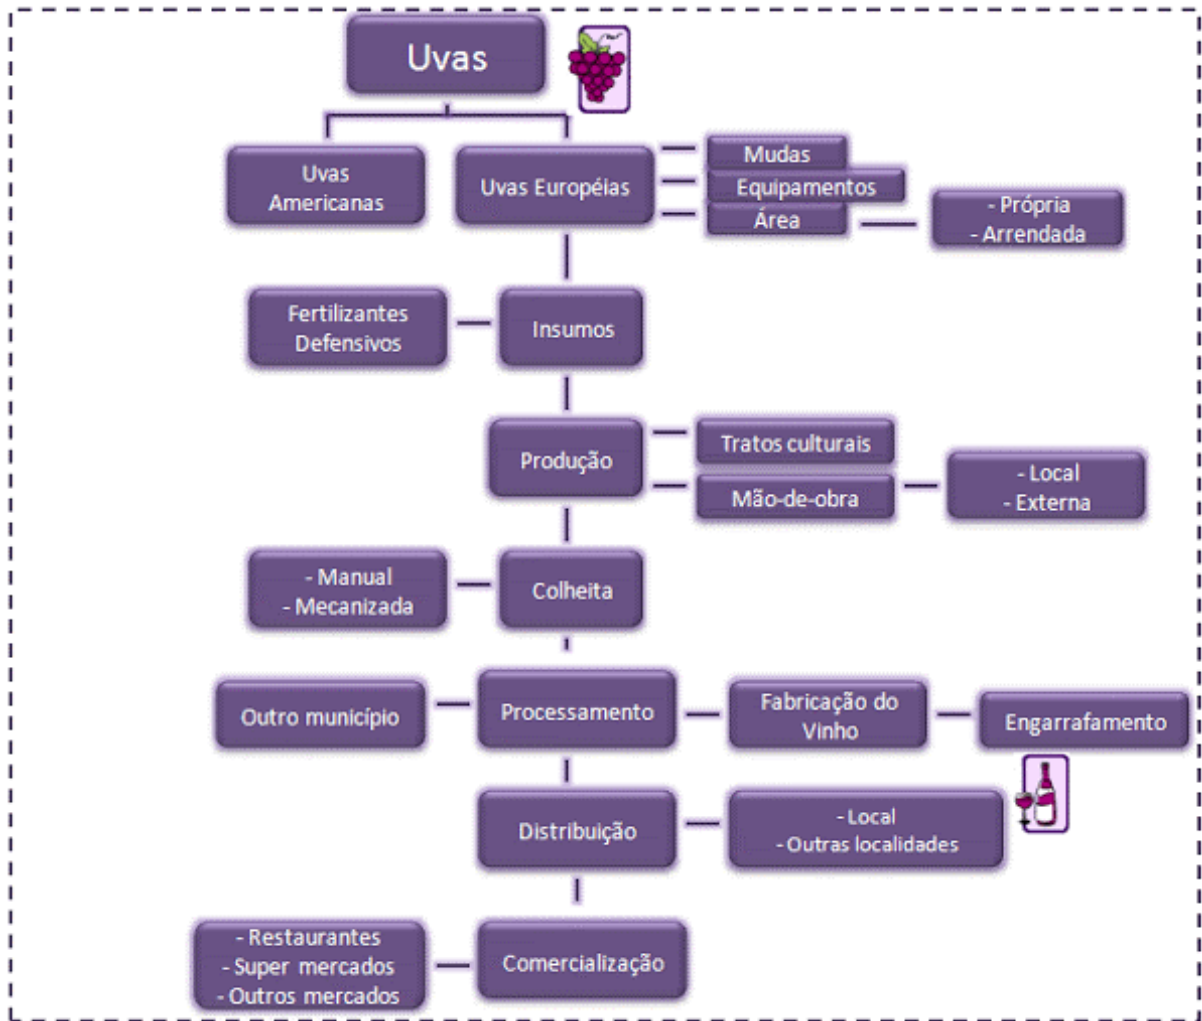 Uvas
Uvas
Americanas
Uvas Européias
Mudas
Equipamentos
Área
- Própria
- Arrendada
Fertilizantes
Defensivos
Insumos
Produção
Tratos culturais
Mão-de-obra
- Local
- Externa
- Manual
- Mecanizada
Colheita
Outro município
Processamento
Fabricação do
Vinho
Engarrafamento
Distribuição
- Local
- Outras localidades
- Restaurantes
- Super mercados
- Outros mercados
Comercialização